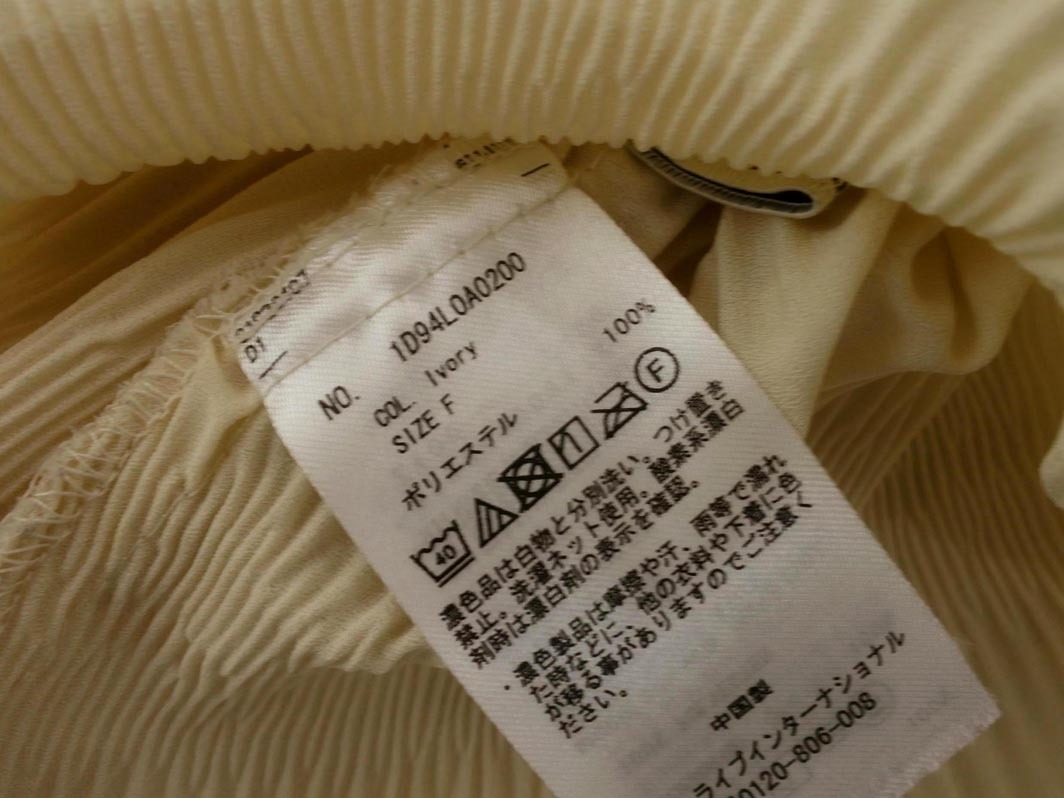 D1
NO. 1D94L0A0200
COL. Ivory
SIZE F
ポリエステル 100%
40 F
濃色品は白物と分別洗い。つけ置き
禁止。洗濯ネット使用。酸素系漂白
剤時は漂白剤の表示を確認。
・濃色製品は摩擦や汗、雨等で濡れ
た時などに、他の衣料や下着に色
が移る事がありますのでご注意く
ださい。
中国製
ライブインターナショナル
0120-806-008